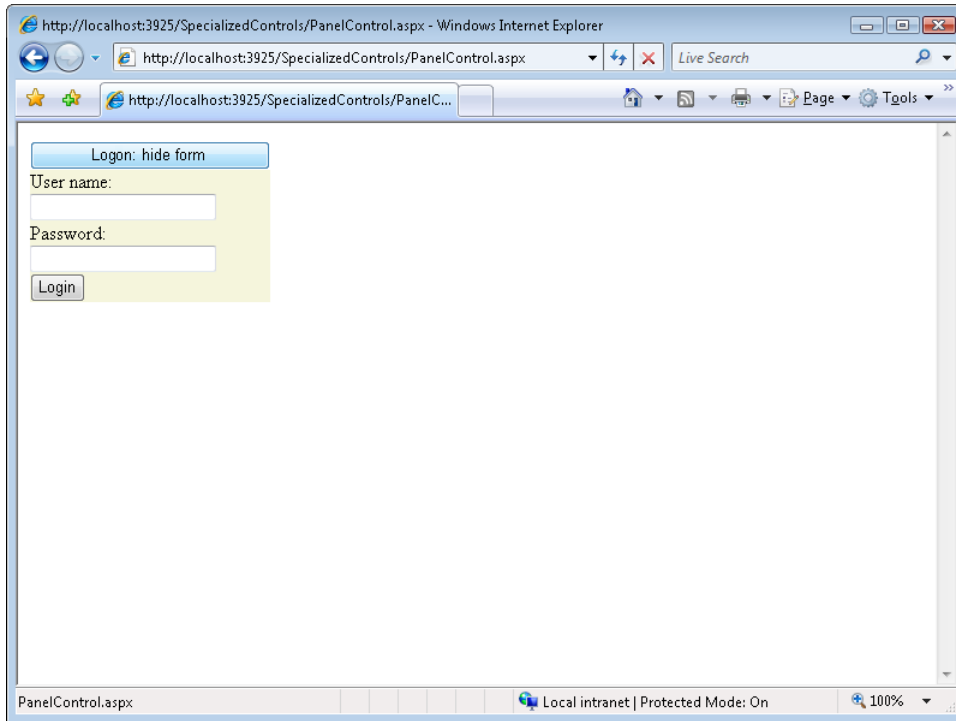 http://localhost:3925/SpecializedControls/PanelControl.aspx - Windows Internet Explorer
http://localhost:3925/SpecializedControls/PanelControl.aspx
Live Search
http://localhost:3925/SpecializedControls/PanelC...
Page
Tools
»
Logon: hide form
User name:
Password:
Login
PanelControl.aspx
Local intranet | Protected Mode: On
100%